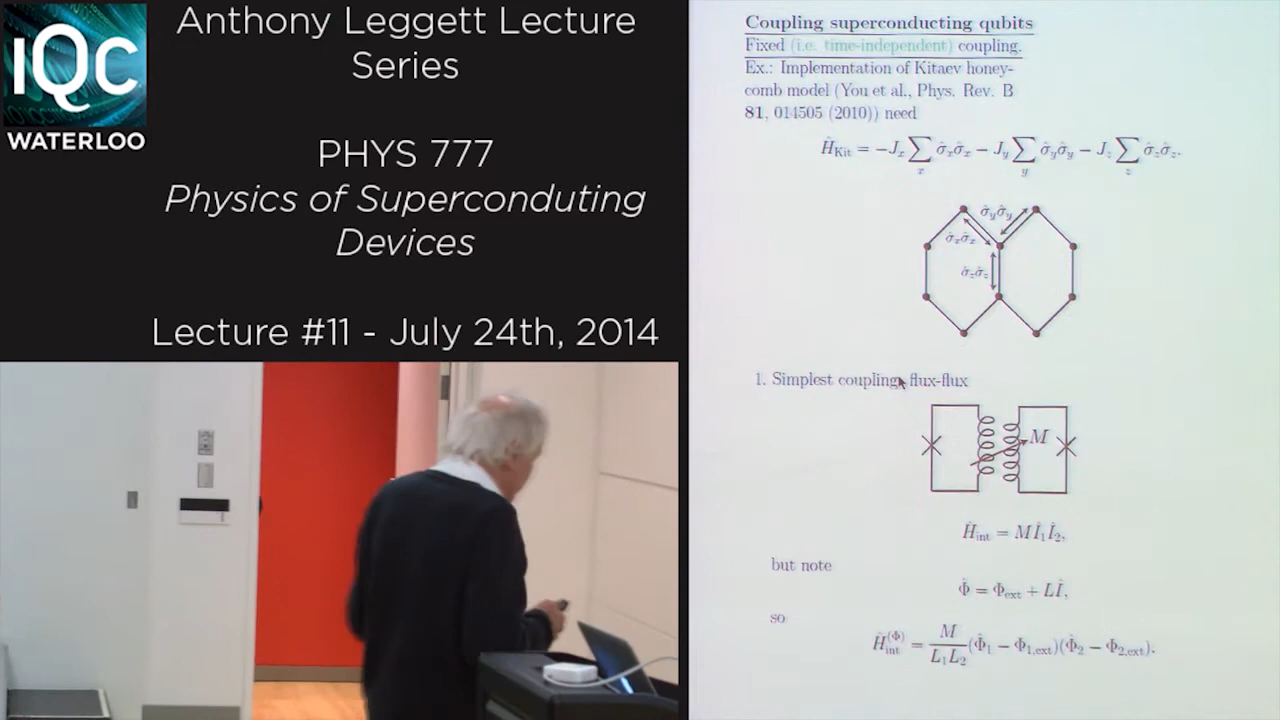 IQC
WATERLOO
Anthony Leggett Lecture
Series
PHYS 777
Physics of Superconduting
Devices
Lecture #11 - July 24th, 2014
Coupling superconducting qubits
Fixed (i.e. time-independent) coupling.
Ex.: Implementation of Kitaev honey-
comb model (You et al., Phys. Rev. B
81, 014505 (2010)) need
Ĥ_Kit = −J_x ∑_x σ̂_xσ̂_x − J_y ∑_y σ̂_yσ̂_y − J_z ∑_z σ̂_zσ̂_z.
σ̂_yσ̂_y
σ̂_xσ̂_x
σ̂_zσ̂_z
1. Simplest coupling: flux-flux
M
Ĥ_int = MÎ_1Î_2,
but note
Φ̂ = Φ_ext + LÎ,
so
Ĥ_int^(Φ) = M/(L_1L_2) (Φ̂_1 − Φ_1,ext)(Φ̂_2 − Φ_2,ext).